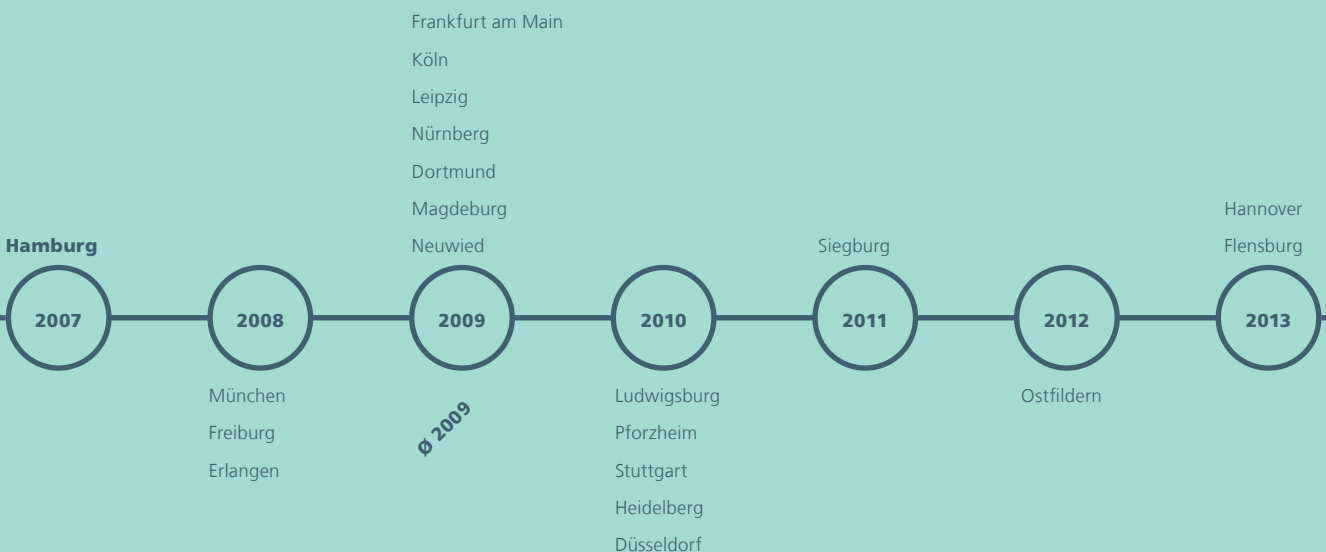 Frankfurt am Main
Köln
Leipzig
Nürnberg
Dortmund
Magdeburg
Hannover
Hamburg
Neuwied
Siegburg
Flensburg
2007
2008
2009
2010
2011
2012
2013
München
Freiburg
Erlangen
Ø 2009
Ludwigsburg
Pforzheim
Stuttgart
Heidelberg
Düsseldorf
Ostfildern